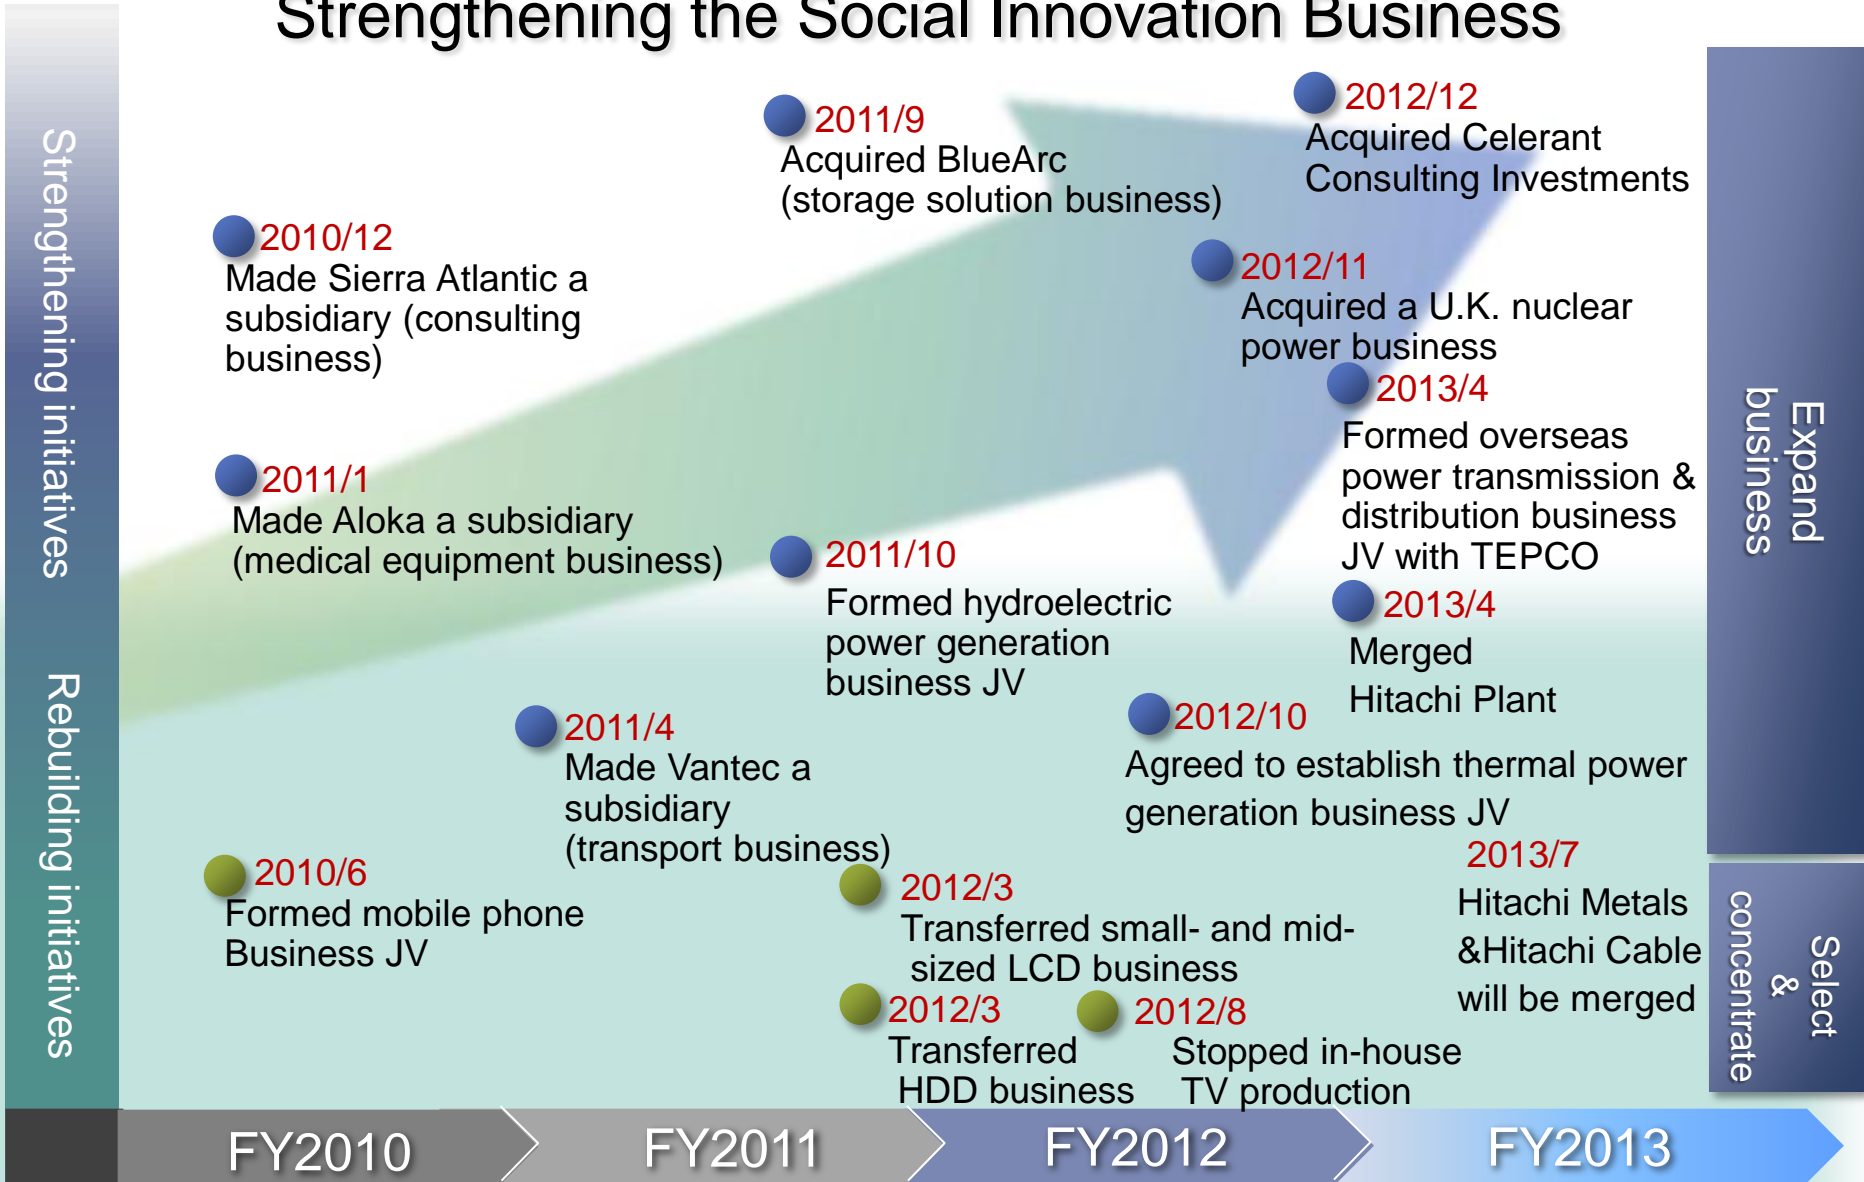 Strengthening the Social Innovation Business
Strengthening initiatives
Rebuilding initiatives
2010/12
Made Sierra Atlantic a
subsidiary (consulting
business)
2011/1
Made Aloka a subsidiary
(medical equipment business)
2010/6
Formed mobile phone
Business JV
2011/4
Made Vantec a
subsidiary
(transport business)
2011/9
Acquired BlueArc
(storage solution business)
2011/10
Formed hydroelectric
power generation
business JV
2012/3
Transferred small- and mid-
sized LCD business
2012/3
Transferred
HDD business
2012/8
Stopped in-house
TV production
2012/12
Acquired Celerant
Consulting Investments
2012/11
Acquired a U.K. nuclear
power business
2013/4
Formed overseas
power transmission &
distribution business
JV with TEPCO
2013/4
Merged
Hitachi Plant
2012/10
Agreed to establish thermal power
generation business JV
2013/7
Hitachi Metals
&Hitachi Cable
will be merged
Expand
business
Select
&
concentrate
FY2010
FY2011
FY2012
FY2013